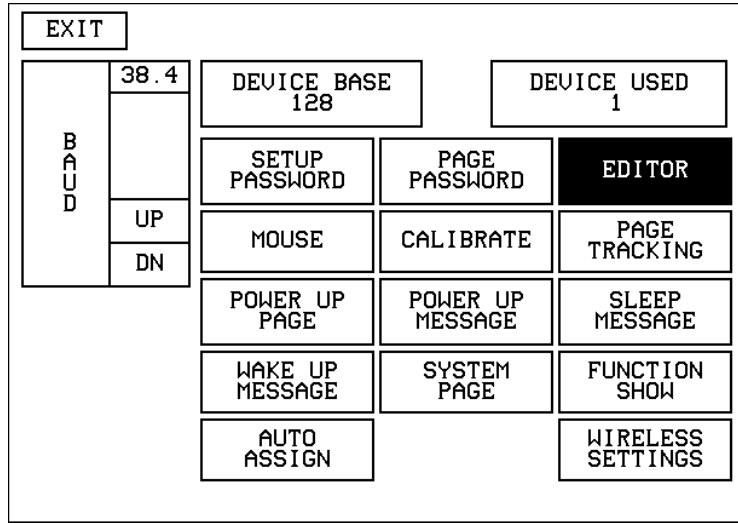 EXIT
38.4
BAUD
UP
DN
DEVICE BASE
128
DEVICE USED
1
SETUP
PASSWORD
PAGE
PASSWORD
EDITOR
MOUSE
CALIBRATE
PAGE
TRACKING
POWER UP
PAGE
POWER UP
MESSAGE
SLEEP
MESSAGE
WAKE UP
MESSAGE
SYSTEM
PAGE
FUNCTION
SHOW
AUTO
ASSIGN
WIRELESS
SETTINGS